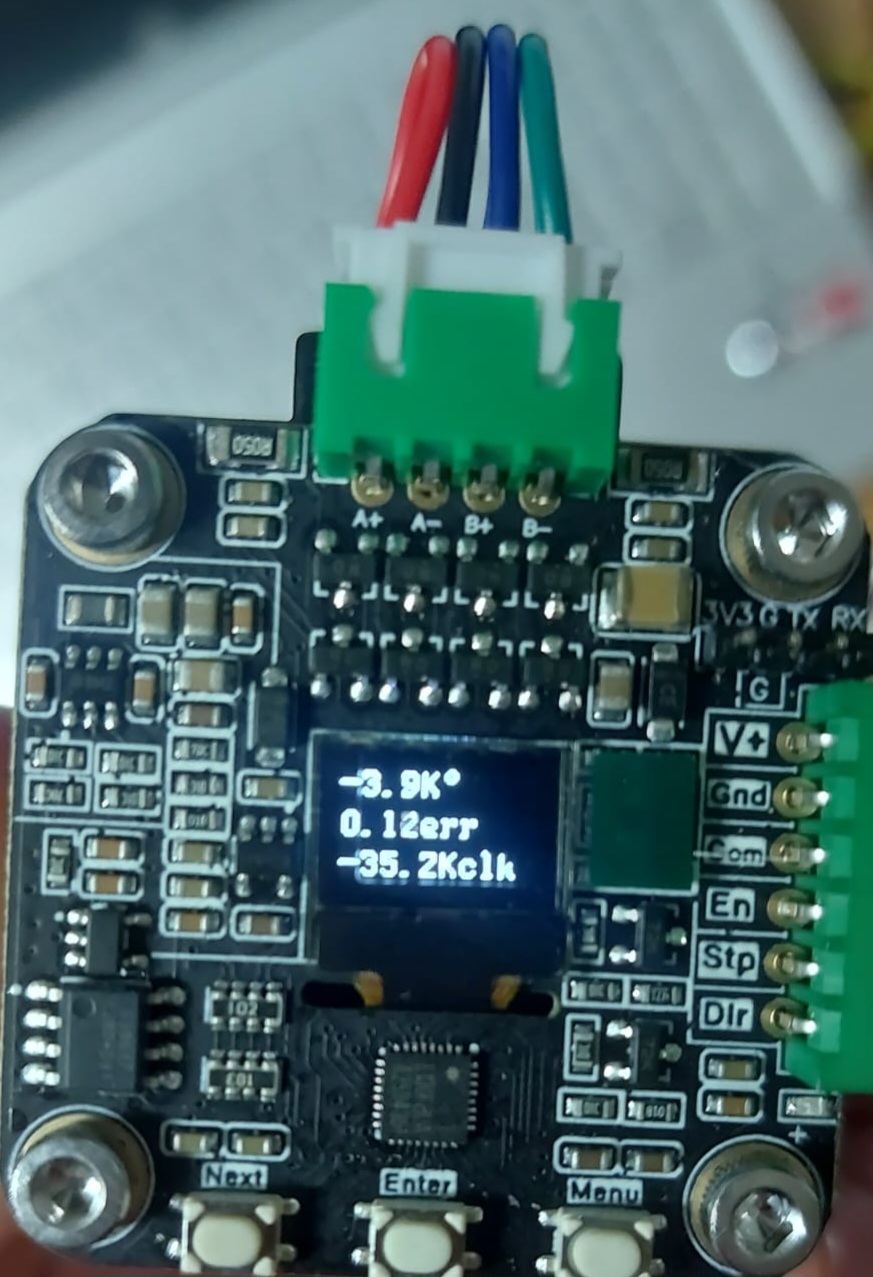 R050
R050
A+ A- B+ B-
3V3 G TX RX
G
V+
-3.9K°
Gnd
0.12err
Com
-35.2Kclk
En
Stp
Dir
102
+
Next
Enter
Menu